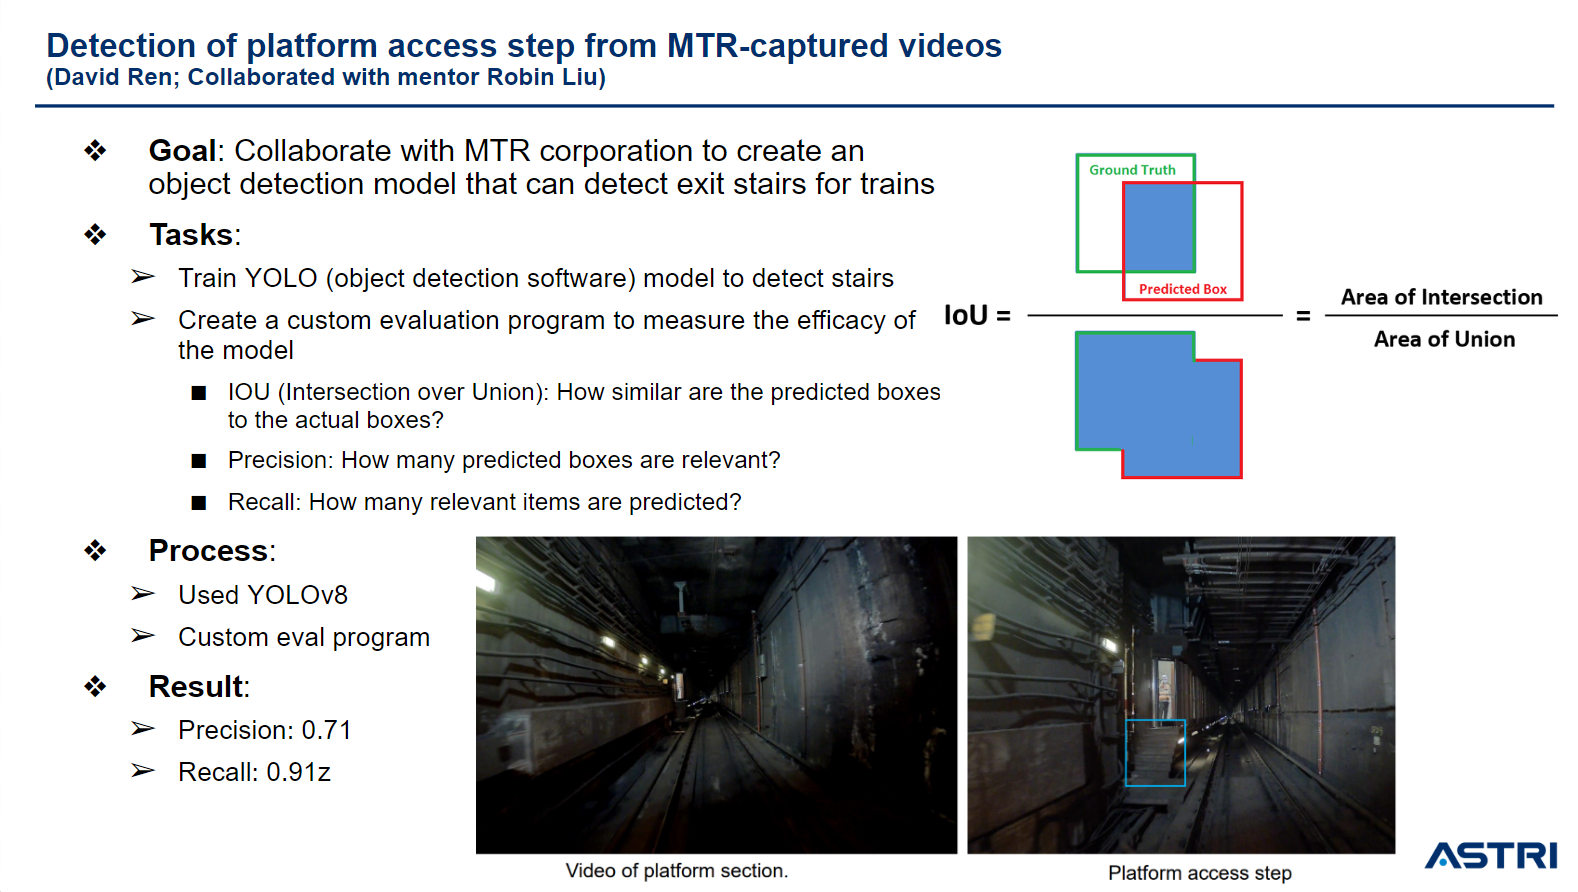 Detection of platform access step from MTR-captured videos
(David Ren; Collaborated with mentor Robin Liu)
❖ Goal: Collaborate with MTR corporation to create an
object detection model that can detect exit stairs for trains
❖ Tasks:
➢ Train YOLO (object detection software) model to detect stairs
➢ Create a custom evaluation program to measure the efficacy of
the model
■ IOU (Intersection over Union): How similar are the predicted boxes
to the actual boxes?
■ Precision: How many predicted boxes are relevant?
■ Recall: How many relevant items are predicted?
❖ Process:
➢ Used YOLOv8
➢ Custom eval program
❖ Result:
➢ Precision: 0.71
➢ Recall: 0.91z
Ground Truth
Predicted Box
IoU = =
Area of Intersection
Area of Union
Video of platform section.
Platform access step
ASTRI